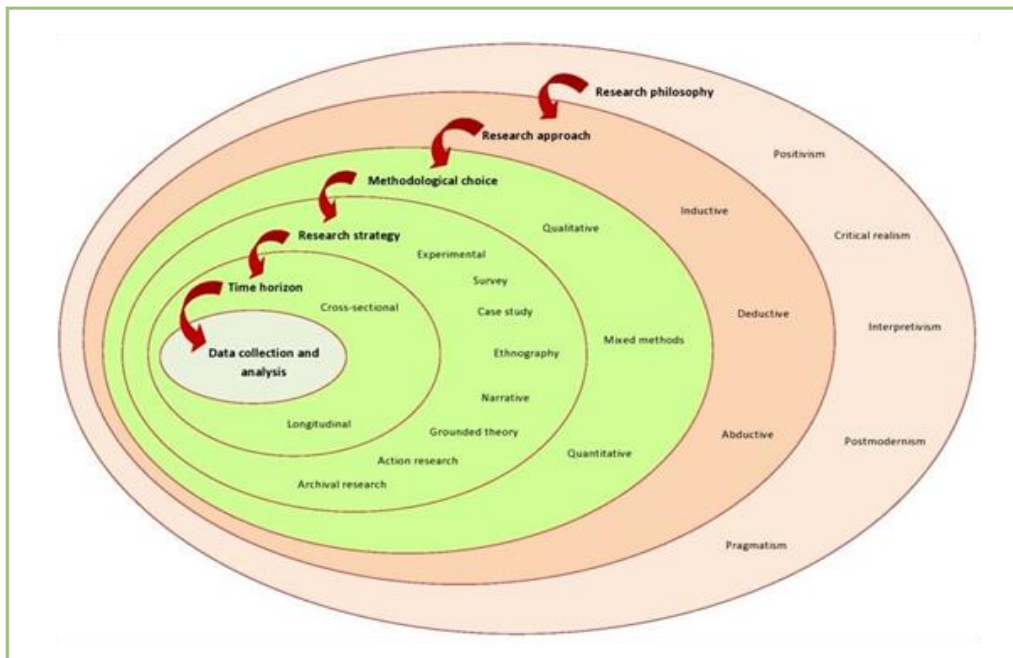 Research philosophy
Research approach
Positivism
Methodological choice
Inductive
Qualitative
Research strategy
Critical realism
Experimental
Survey
Time horizon
Cross-sectional
Case study
Deductive
Interpretivism
Mixed methods
Data collection and
analysis
Ethnography
Narrative
Longitudinal
Grounded theory
Abductive
Postmodernism
Quantitative
Action research
Archival research
Pragmatism